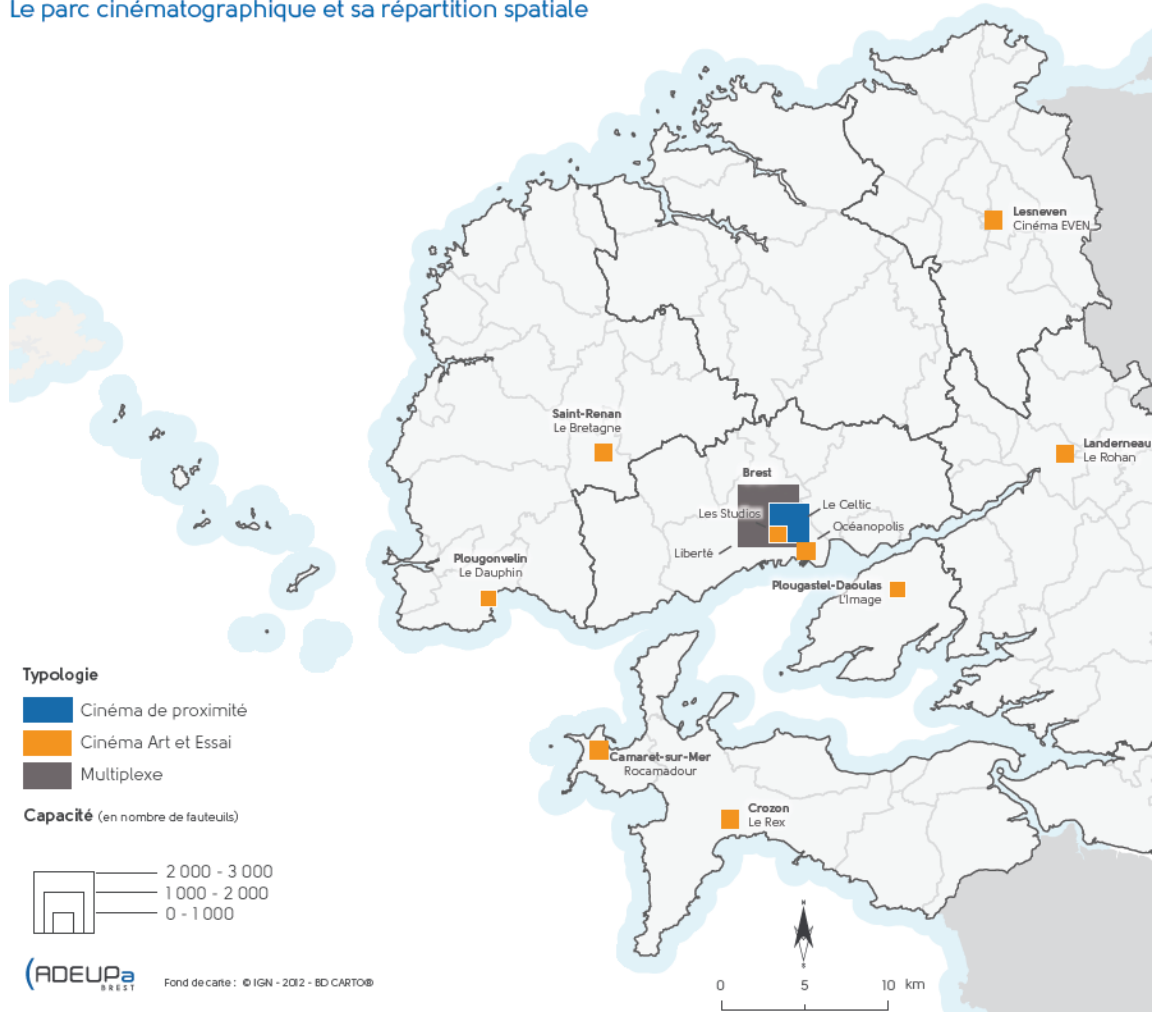 Le parc cinématographique et sa répartition spatiale
Lesneven
Cinéma EVEN
Saint-Renan
Le Bretagne
Landerneau
Le Rohan
Brest
Les Studios
Le Celtic
Océanopolis
Liberté
Plougonvelin
Le Dauphin
Plougastel-Daoulas
L'Image
Camaret-sur-Mer
Rocamadour
Crozon
Le Rex
Typologie
Cinéma de proximité
Cinéma Art et Essai
Multiplexe
Capacité (en nombre de fauteuils)
2 000 - 3 000
1 000 - 2 000
0 - 1 000
ADEUPa
BREST
Fond de carte : © IGN - 2012 - BD CARTO®
N
S
0 5 10 km